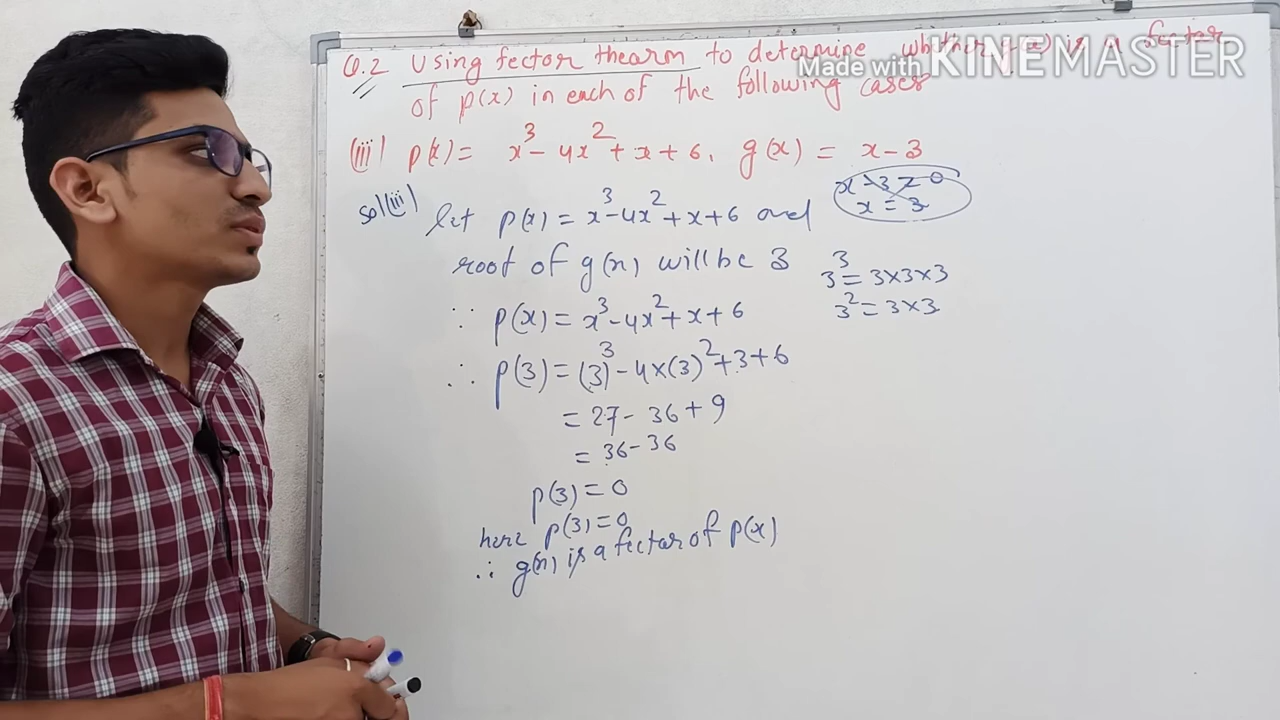 Q.2 Using fector thearm to determine whither g(x) is a fector
Made with KINEMASTER
of p(x) in each of the following cases
(iii) p(x) = x³ - 4x² + x + 6, g(x) = x - 3
x - 3 = 0
x = 3
sol(iii) let p(x) = x³ - 4x² + x + 6 and
root of g(x) will be 3
3³ = 3×3×3
3² = 3×3
∵ p(x) = x³ - 4x² + x + 6
∴ p(3) = (3)³ - 4×(3)² + 3 + 6
= 27 - 36 + 9
= 36 - 36
p(3) = 0
here p(3) = 0
∴ g(x) is a fector of p(x)